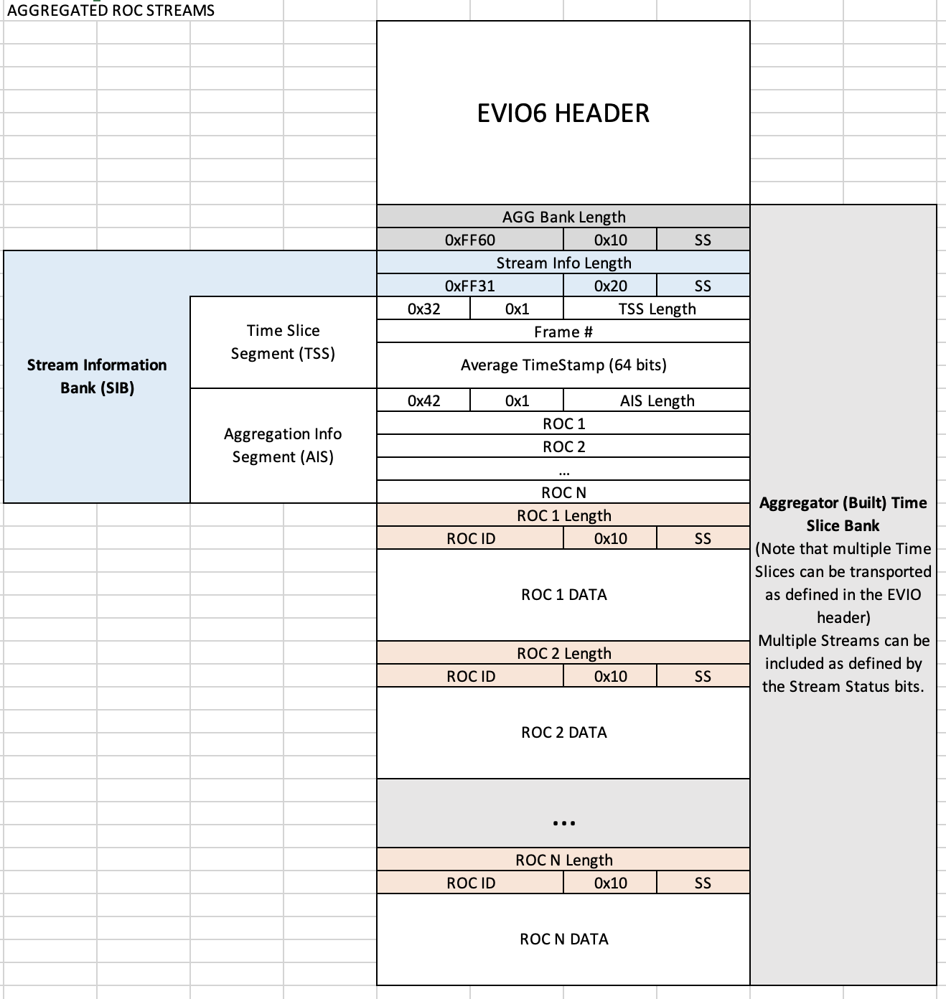 AGGREGATED ROC STREAMS
EVIO6 HEADER
AGG Bank Length
0xFF60 0x10 SS
Stream Info Length
0xFF31 0x20 SS
Stream Information
Bank (SIB)
Time Slice
Segment (TSS)
0x32 0x1 TSS Length
Frame #
Average TimeStamp (64 bits)
Aggregation Info
Segment (AIS)
0x42 0x1 AIS Length
ROC 1
ROC 2
...
ROC N
ROC 1 Length
ROC ID 0x10 SS
ROC 1 DATA
ROC 2 Length
ROC ID 0x10 SS
ROC 2 DATA
...
ROC N Length
ROC ID 0x10 SS
ROC N DATA
Aggregator (Built) Time
Slice Bank
(Note that multiple Time
Slices can be transported
as defined in the EVIO
header)
Multiple Streams can be
included as defined by
the Stream Status bits.